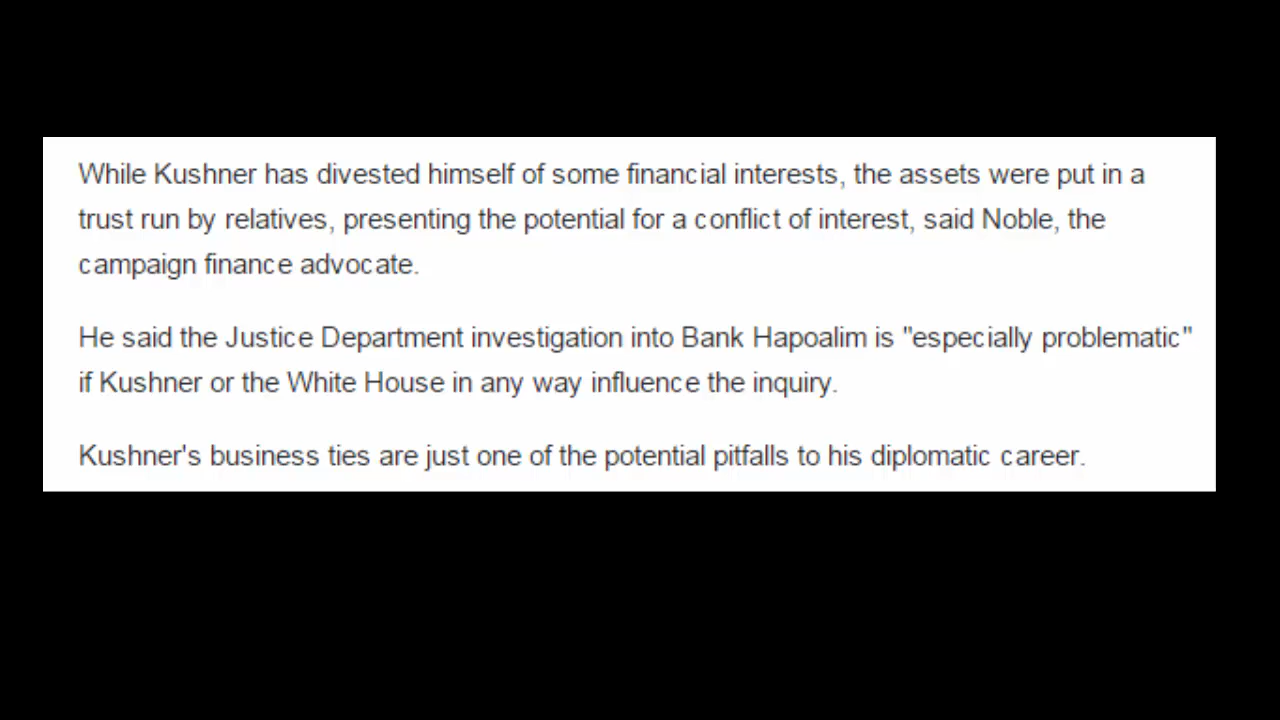 While Kushner has divested himself of some financial interests, the assets were put in a
trust run by relatives, presenting the potential for a conflict of interest, said Noble, the
campaign finance advocate.
He said the Justice Department investigation into Bank Hapoalim is "especially problematic"
if Kushner or the White House in any way influence the inquiry.
Kushner's business ties are just one of the potential pitfalls to his diplomatic career.